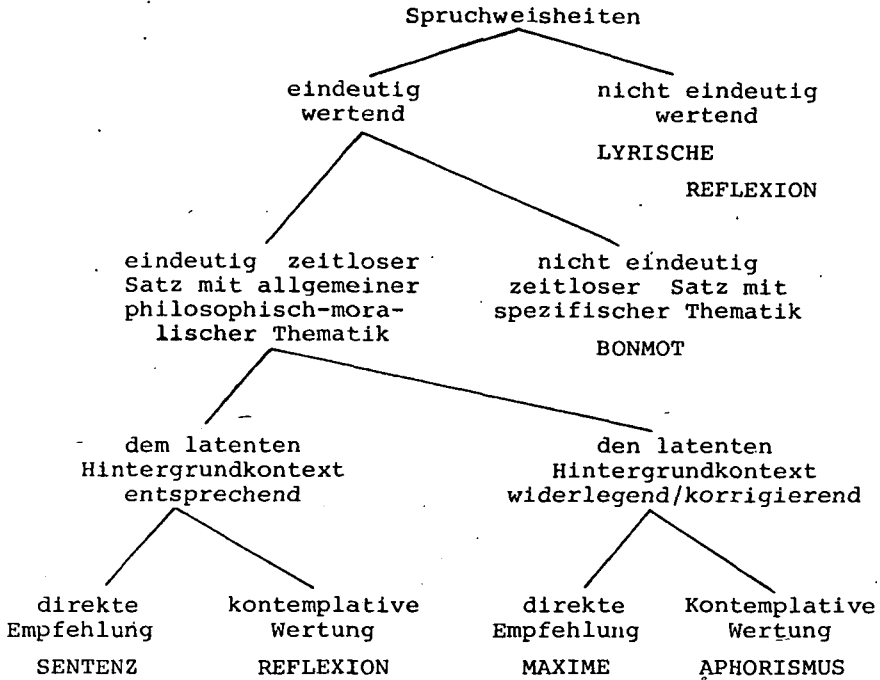 Spruchweisheiten
eindeutig
wertend
nicht eindeutig
wertend
LYRISCHE
REFLEXION
eindeutig zeitloser
Satz mit allgemeiner
philosophisch-mora-
lischer Thematik
nicht eindeutig
zeitloser Satz mit
spezifischer Thematik
BONMOT
dem latenten
Hintergrundkontext
entsprechend
den latenten
Hintergrundkontext
widerlegend/korrigierend
direkte
Empfehlung
SENTENZ
kontemplative
Wertung
REFLEXION
direkte
Empfehlung
MAXIME
Kontemplative
Wertung
APHORISMUS